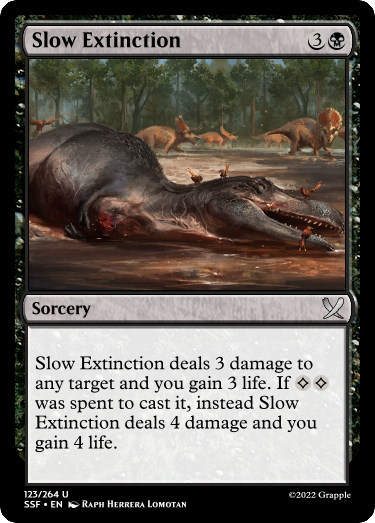 Slow Extinction 3
Sorcery
Slow Extinction deals 3 damage to
any target and you gain 3 life. If
was spent to cast it, instead Slow
Extinction deals 4 damage and you
gain 4 life.
123/264 U
SSF • EN Raph Herrera Lomotan
©2022 Grapple